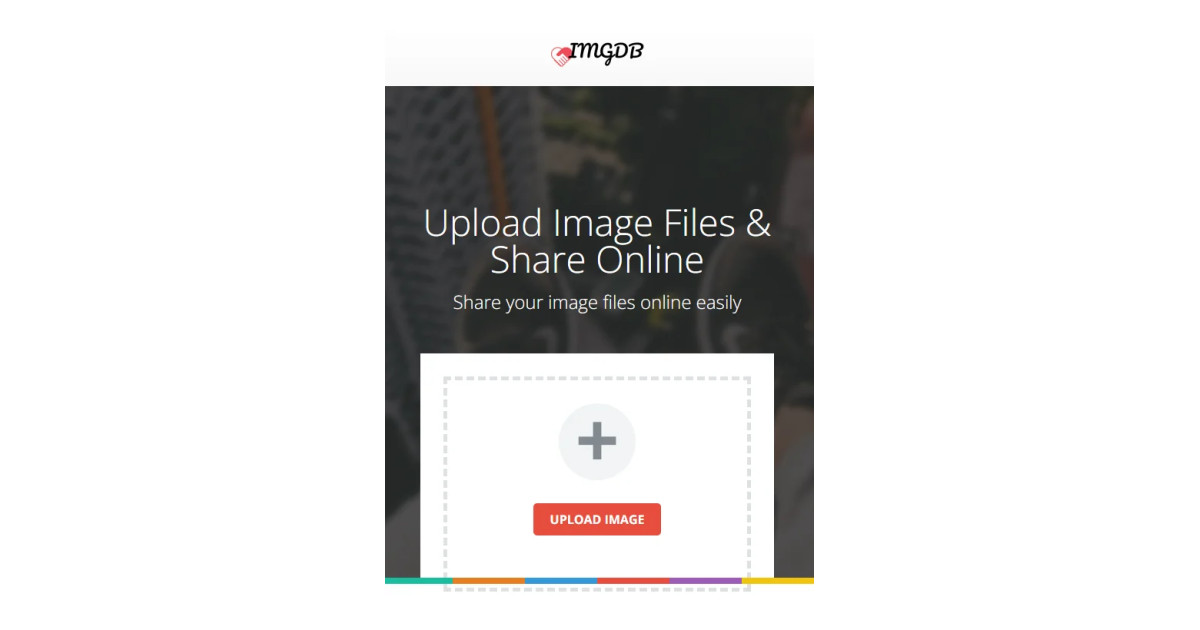 IMGDB
Upload Image Files &
Share Online
Share your image files online easily
UPLOAD IMAGE